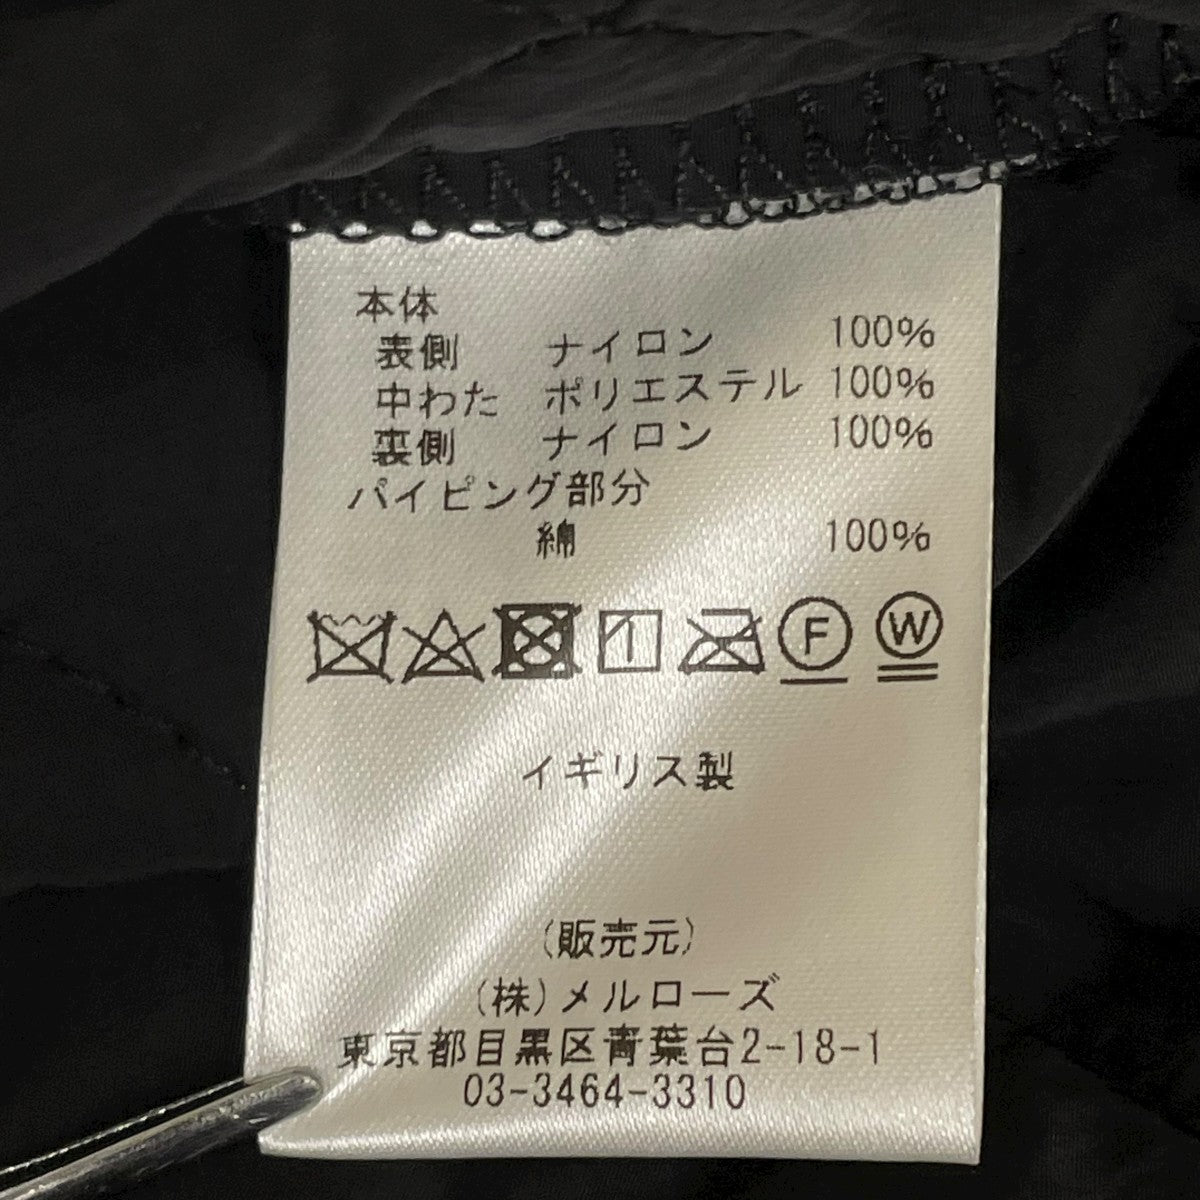 本体
表側 ナイロン 100%
中わた ポリエステル 100%
裏側 ナイロン 100%
パイピング部分
綿 100%
F W
イギリス製
(販売元)
(株)メルローズ
東京都目黒区青葉台2-18-1
03-3464-3310